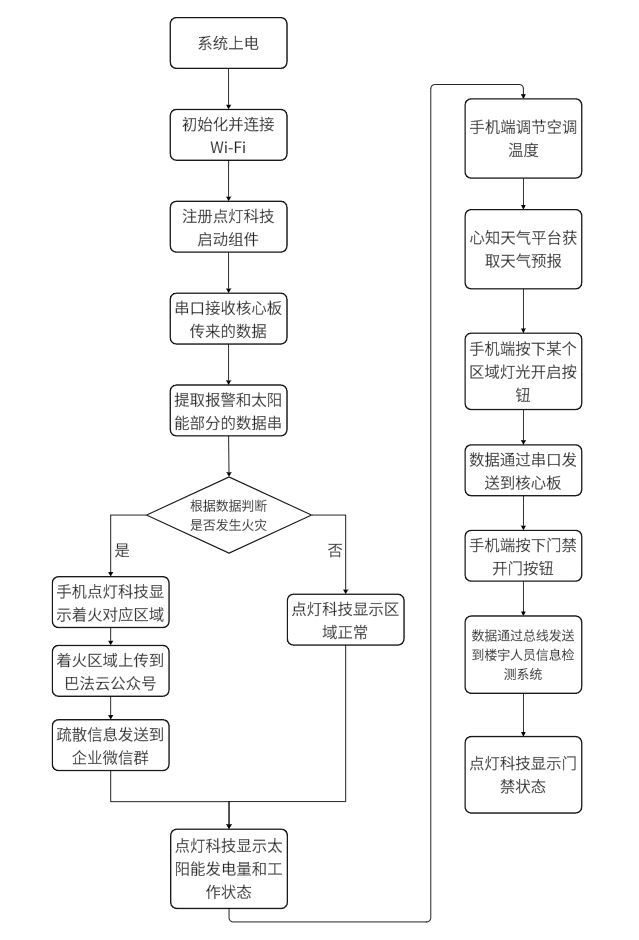 系统上电
初始化并连接
Wi-Fi
注册点灯科技
启动组件
串口接收核心板
传来的数据
提取报警和太阳
能部分的数据串
根据数据判断
是否发生火灾
是
否
手机点灯科技显
示着火对应区域
着火区域上传到
巴法云公众号
疏散信息发送到
企业微信群
点灯科技显示区
域正常
点灯科技显示太
阳能发电量和工
作状态
手机端调节空调
温度
心知天气平台获
取天气预报
手机端按下某个
区域灯光开启按
钮
数据通过串口发
送到核心板
手机端按下门禁
开门按钮
数据通过总线发送
到楼宇人员信息检
测系统
点灯科技显示门
禁状态